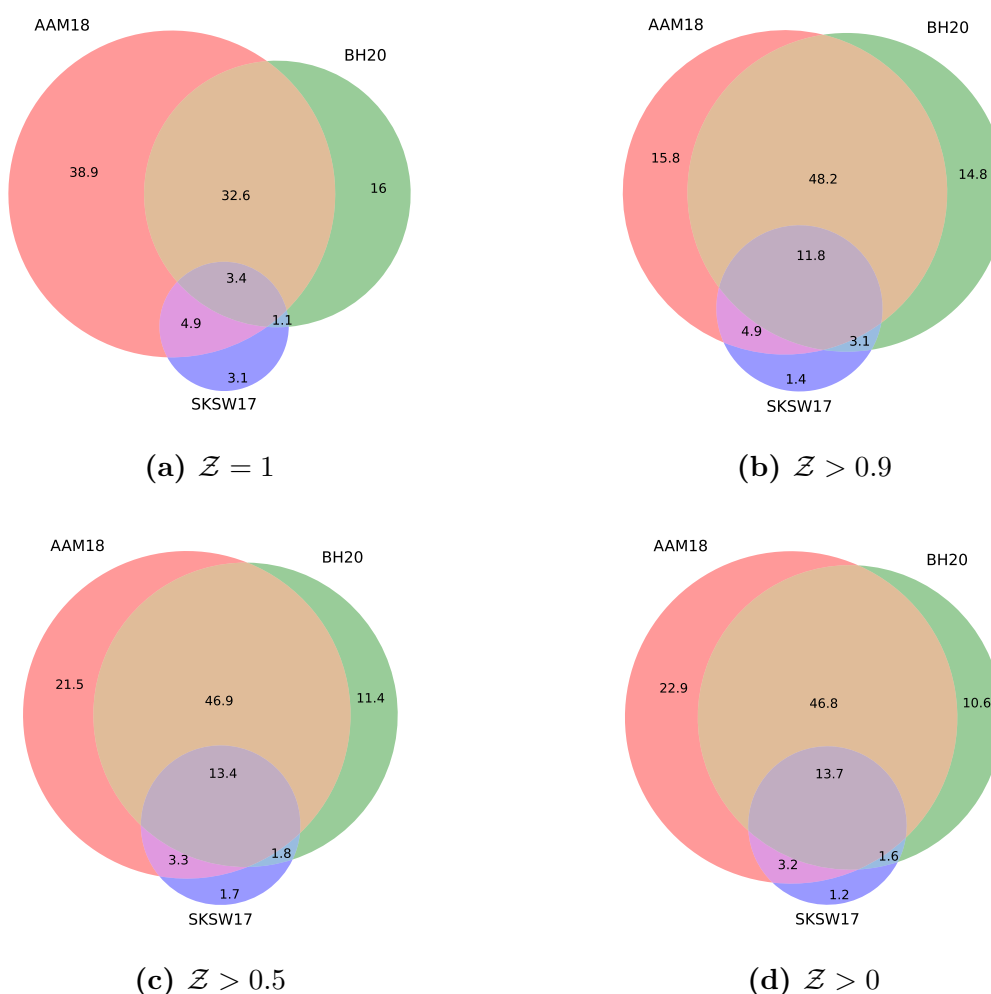 AAM18
BH20
38.9
32.6
16
3.4
4.9
1.1
3.1
SKSW17
(a) 𝒵 = 1
AAM18
BH20
15.8
48.2
14.8
11.8
4.9
3.1
1.4
SKSW17
(b) 𝒵 > 0.9
AAM18
BH20
21.5
46.9
11.4
13.4
3.3
1.8
1.7
SKSW17
(c) 𝒵 > 0.5
AAM18
BH20
22.9
46.8
10.6
13.7
3.2
1.6
1.2
SKSW17
(d) 𝒵 > 0